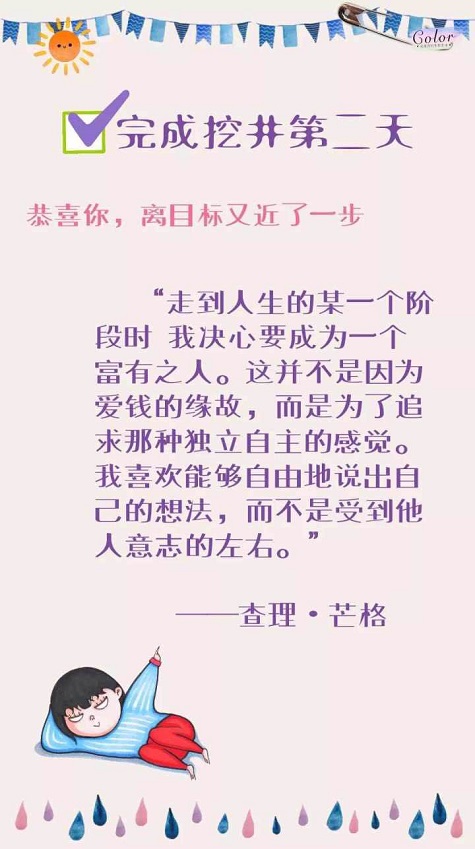 Color
完成挖井第二天
恭喜你，离目标又近了一步
“走到人生的某一个阶
段时 我决心要成为一个
富有之人。这并不是因为
爱钱的缘故，而是为了追
求那种独立自主的感觉。
我喜欢能够自由地说出自
己的想法，而不是受到他
人意志的左右。”
——查理·芒格